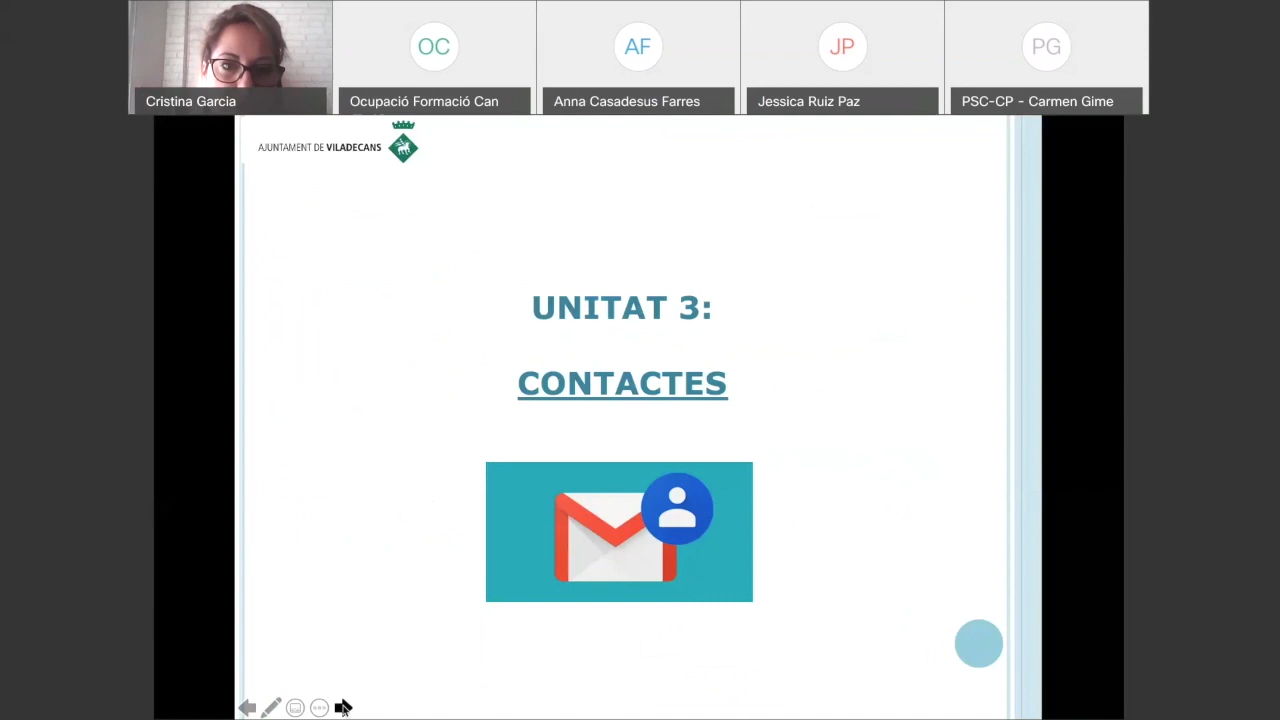 OC
AF
JP
PG
Cristina Garcia
Ocupació Formació Can
Anna Casadesus Farres
Jessica Ruiz Paz
PSC-CP - Carmen Gime
AJUNTAMENT DE VILADECANS
UNITAT 3:
CONTACTES